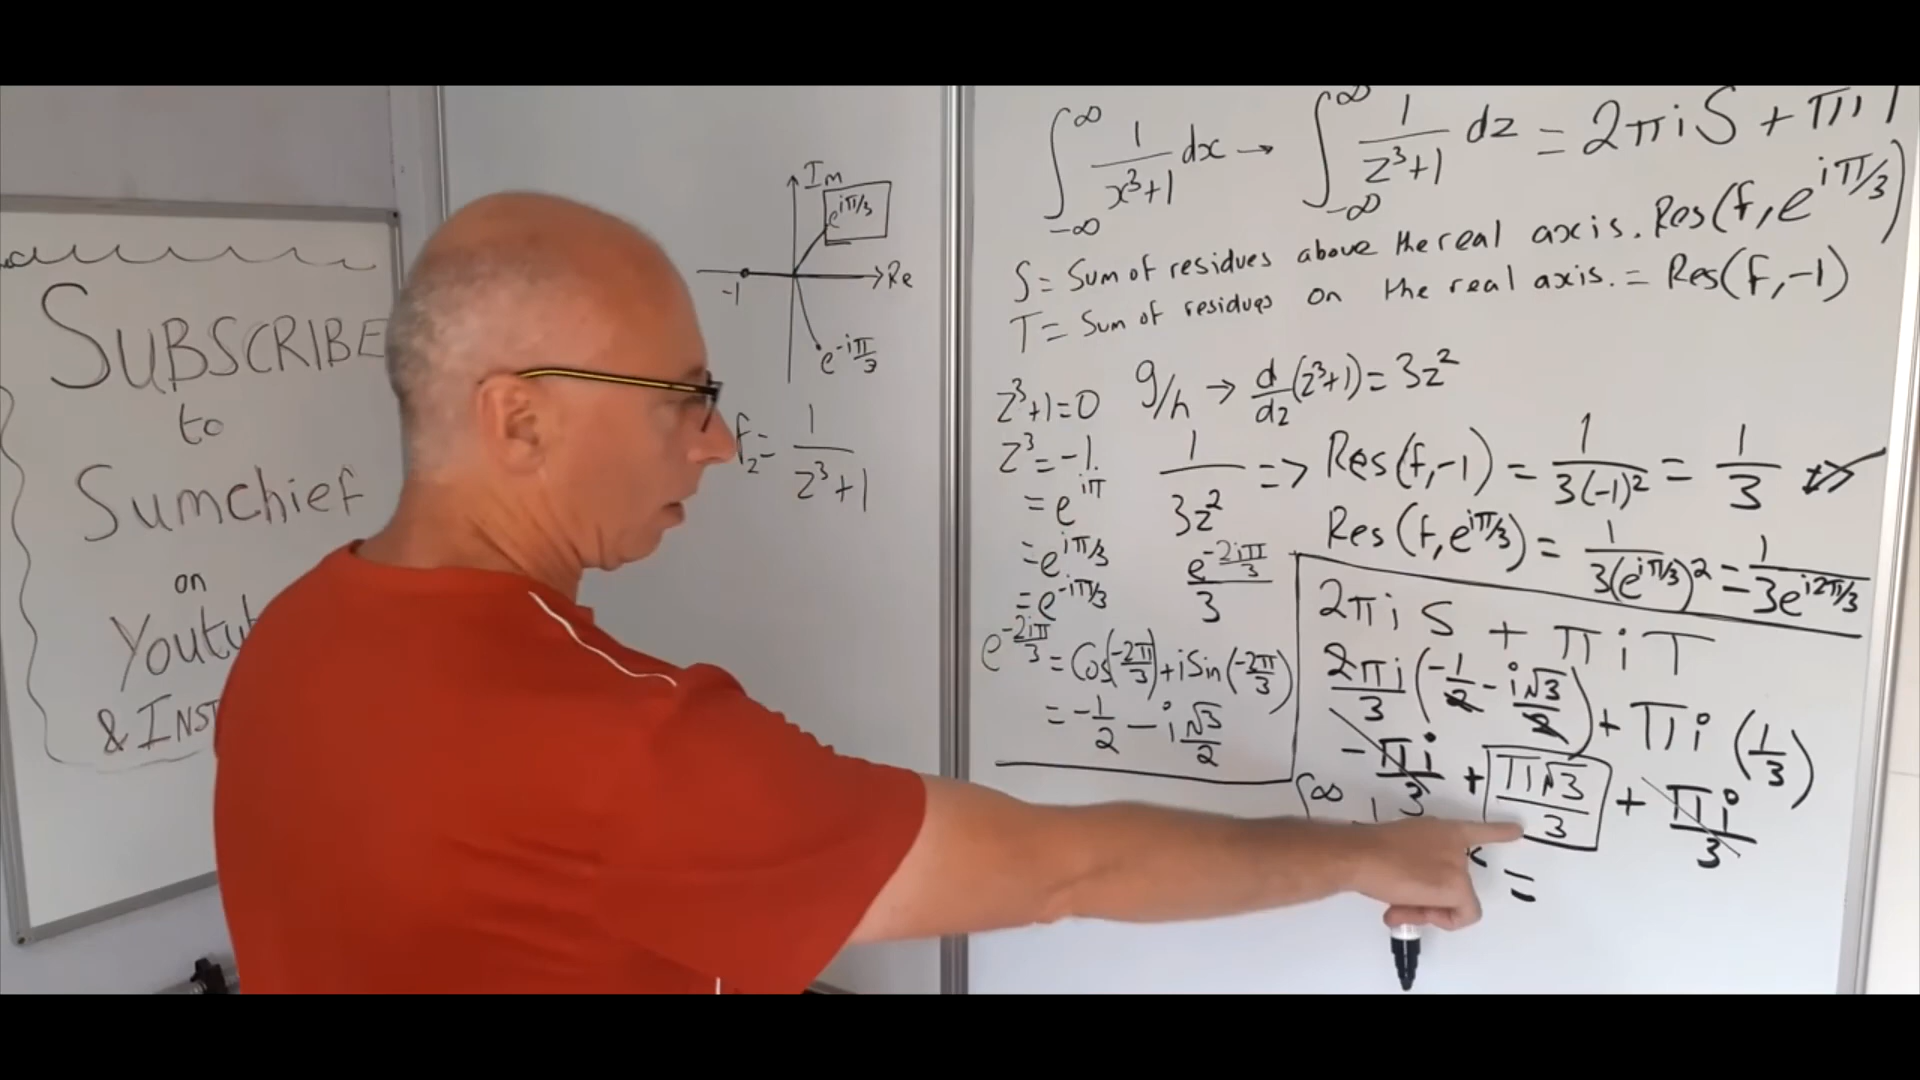 SUBSCRIBE
to
Sumchief
on
& INST
Im
e^{iπ/3}
Re
-1
e^{-iπ/3}
f_2 = 1/(z³+1)
∫_{-∞}^{∞} 1/(x³+1) dx → ∫_{-∞}^{∞} 1/(z³+1) dz = 2πiS + πiT
S = Sum of residues above the real axis. Res(f, e^{iπ/3})
T = Sum of residues on the real axis. = Res(f, -1)
z³+1=0
z³=-1.
= e^{iπ}
= e^{iπ/3}
= e^{-iπ/3}
g/h → d/dz (z³+1) = 3z²
1/(3z²) => Res(f, -1) = 1/(3(-1)²) = 1/3
Res(f, e^{iπ/3}) = 1/(3(e^{iπ/3})²) = 1/(3e^{i2π/3})
e^{-2iπ/3}/3
e^{-2iπ/3} = Cos(-2π/3) + iSin(-2π/3)
= -1/2 - i√3/2
2πiS + πiT
2πi/3 (-1/2 - i√3/2) + πi(1/3)
-πi/3 + π√3/3 + πi/3
∞
=